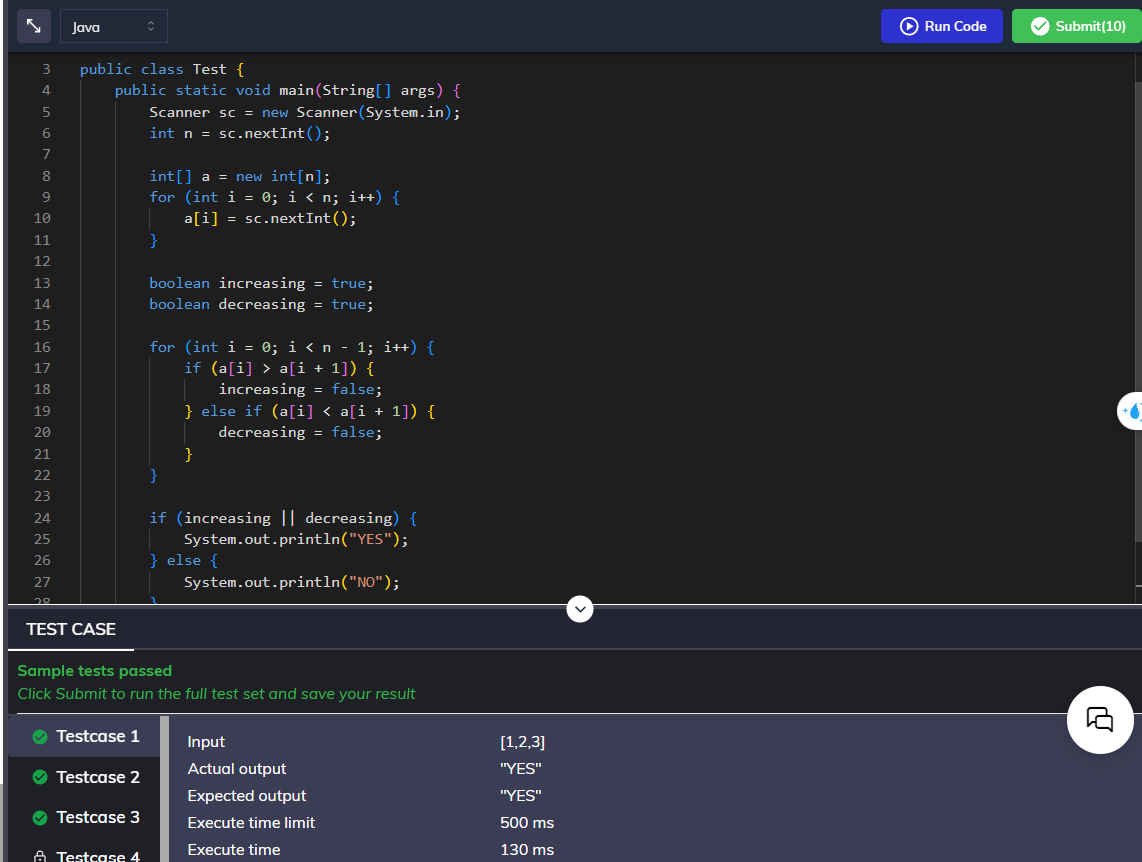 Java
Run Code
Submit(10)
3 public class Test {
4 public static void main(String[] args) {
5 Scanner sc = new Scanner(System.in);
6 int n = sc.nextInt();
7
8 int[] a = new int[n];
9 for (int i = 0; i < n; i++) {
10 a[i] = sc.nextInt();
11 }
12
13 boolean increasing = true;
14 boolean decreasing = true;
15
16 for (int i = 0; i < n - 1; i++) {
17 if (a[i] > a[i + 1]) {
18 increasing = false;
19 } else if (a[i] < a[i + 1]) {
20 decreasing = false;
21 }
22 }
23
24 if (increasing || decreasing) {
25 System.out.println("YES");
26 } else {
27 System.out.println("NO");
28 }
TEST CASE
Sample tests passed
Click Submit to run the full test set and save your result
Testcase 1
Testcase 2
Testcase 3
Testcase 4
Input [1,2,3]
Actual output "YES"
Expected output "YES"
Execute time limit 500 ms
Execute time 130 ms